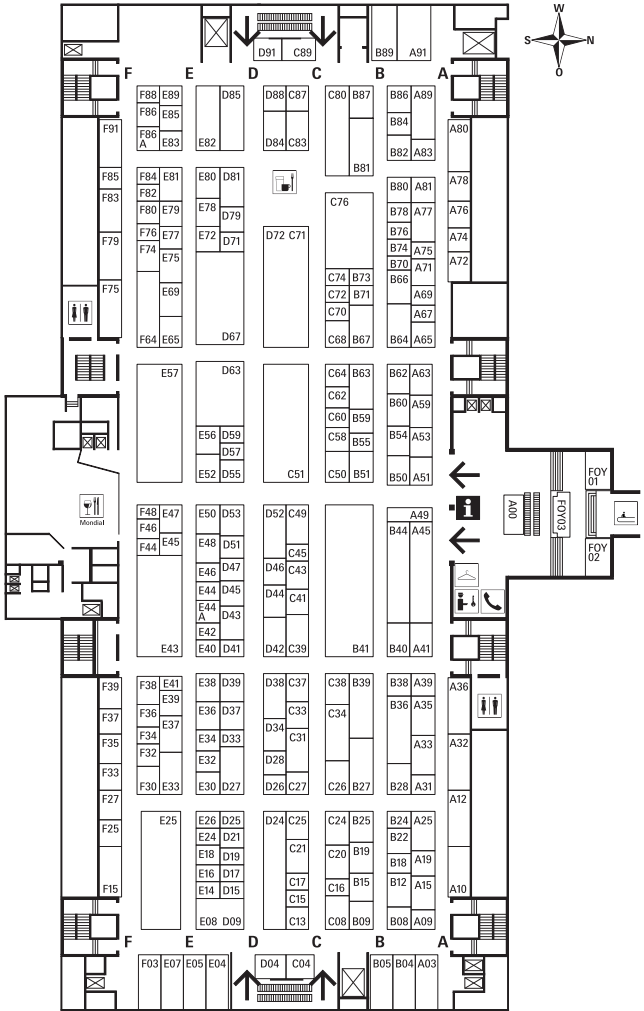 W
S N
O
D91 C89 B89 A91
F E D C B A
F88 E89 D85 D88 C87 C80 B87 B86 A89
F86 E85
B84
F91 A80
F86 A E83 E82 D84 C83 B82 A83
B81
F85 F84 E81 E80 D81 B80 A81 A78
F82
F83 C76
F80 E79 E78 D79 B78 A77 A76
F76 E77 E72 D71 D72 C71 B76
F79 F74 B74 A75 A74
E75 B70 A72
C74 B73 B66 A71
F75 E69 C72 B71 A69
C70 A67
F64 E65 D67 C68 B67 B64 A65
E57 D63 C64 B63 B62 A63
C62 B60 A59
C60 B59
E56 D59 C58 B54 A53
D57 B55
E52 D55 C51 C50 B51 B50 A51
FOY
01
Mondial
i
A00
FOY03
F48 E47 E50 D53 D52 C49 A49
F46 B44 A45
F44 E45 E48 D51 C45
FOY
02
E46 D47 D46 C43
E44 D45 D44 C41
E44
A D43
E42
E43 E40 D41 D42 C39 B41 B40 A41
F39 F38 E41 E38 D39 D38 C37 C38 B39 B38 A39 A36
E39
F37 F36 E37 E36 D37 C33 C34 B36 A35
D34
F35 F34 E34 D33 C31 A33 A32
F32 E32 D28
F33
F30 E33 E30 D27 D26 C27 C26 B27 B28 A31
F27 A12
E25 E26 D25 D24 C25 C24 B25 B24 A25
F25 E24 D21 B22
E18 D19 C21 C20 B19 B18 A19
E16 D17 C17
F15 E14 D15 C15 C16 B15 B12 A15 A10
E08 D09 C13 C08 B09 B08 A09
F E D C B A
F03 E07 E05 E04 D04 C04 B05 B04 A03